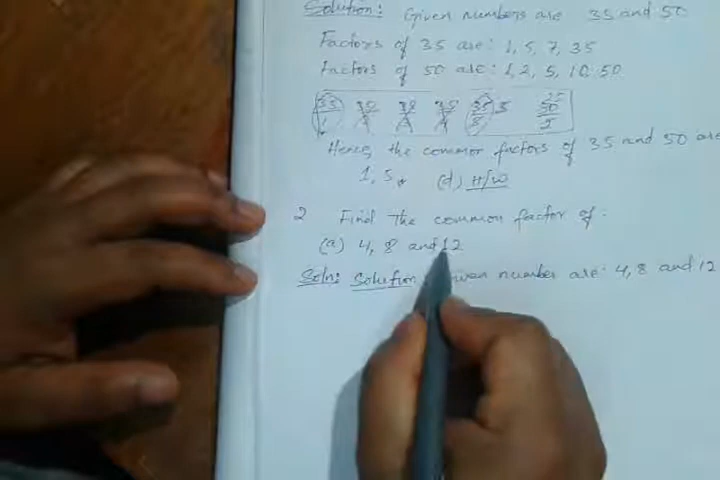 Solution: Given numbers are 35 and 50
Factors of 35 are: 1, 5, 7, 35
Factors of 50 are: 1, 2, 5, 10 50
Hence, the common factors of 35 and 50 are
1, 5, (d) H/W
2 Find the common factor of:
(a) 4, 8 and 12
Soln: Solution given number are: 4, 8 and 12